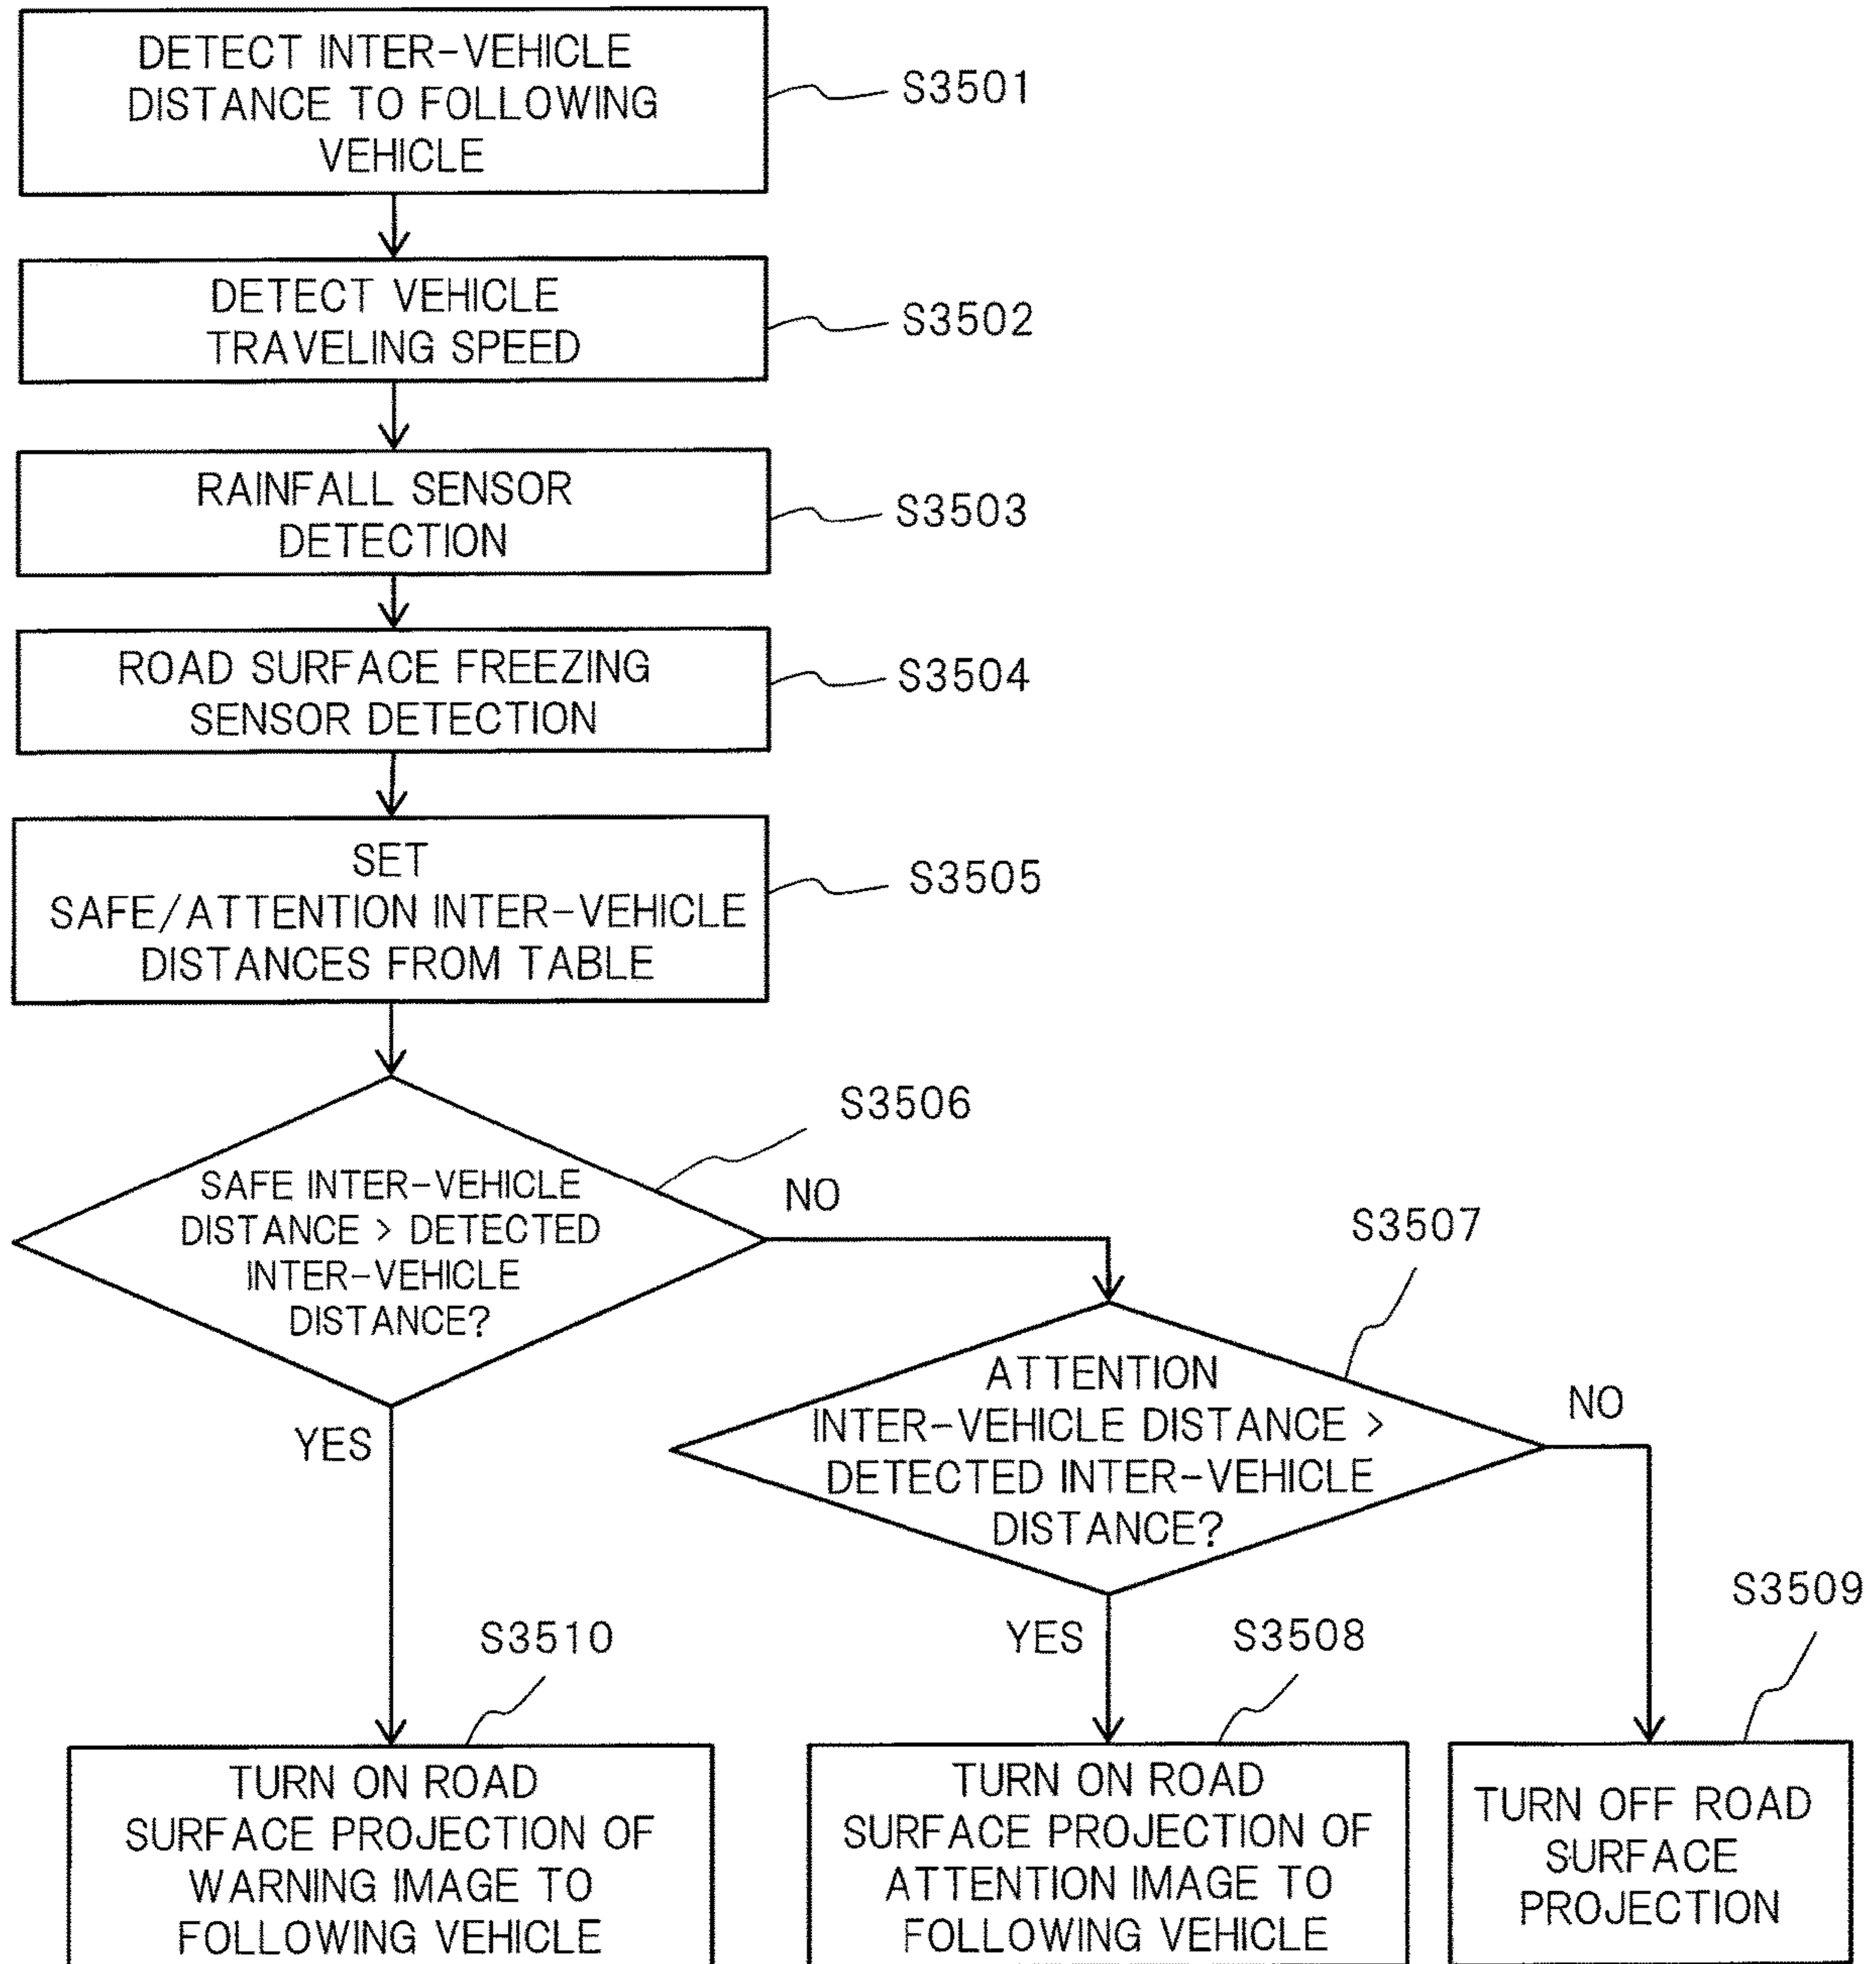 DETECT INTER-VEHICLE
DISTANCE TO FOLLOWING
VEHICLE
S3501
DETECT VEHICLE
TRAVELING SPEED
S3502
RAINFALL SENSOR
DETECTION
S3503
ROAD SURFACE FREEZING
SENSOR DETECTION
S3504
SET
SAFE/ATTENTION INTER-VEHICLE
DISTANCES FROM TABLE
S3505
S3506
SAFE INTER-VEHICLE
DISTANCE > DETECTED
INTER-VEHICLE
DISTANCE?
NO
YES
S3507
ATTENTION
INTER-VEHICLE DISTANCE >
DETECTED INTER-VEHICLE
DISTANCE?
NO
YES
S3510
TURN ON ROAD
SURFACE PROJECTION OF
WARNING IMAGE TO
FOLLOWING VEHICLE
S3508
TURN ON ROAD
SURFACE PROJECTION OF
ATTENTION IMAGE TO
FOLLOWING VEHICLE
S3509
TURN OFF ROAD
SURFACE
PROJECTION